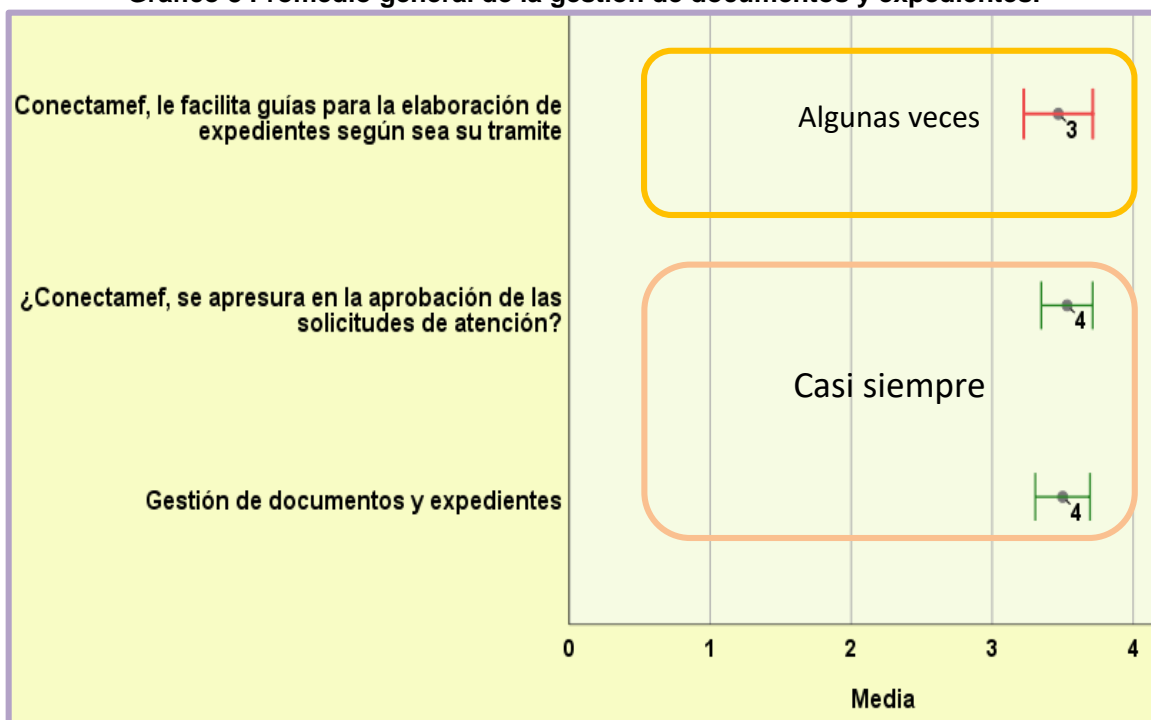 Conectamef, le facilita guías para la elaboración de
expedientes según sea su tramite
Algunas veces
3
¿Conectamef, se apresura en la aprobación de las
solicitudes de atención?
4
Casi siempre
Gestión de documentos y expedientes
4
0 1 2 3 4
Media